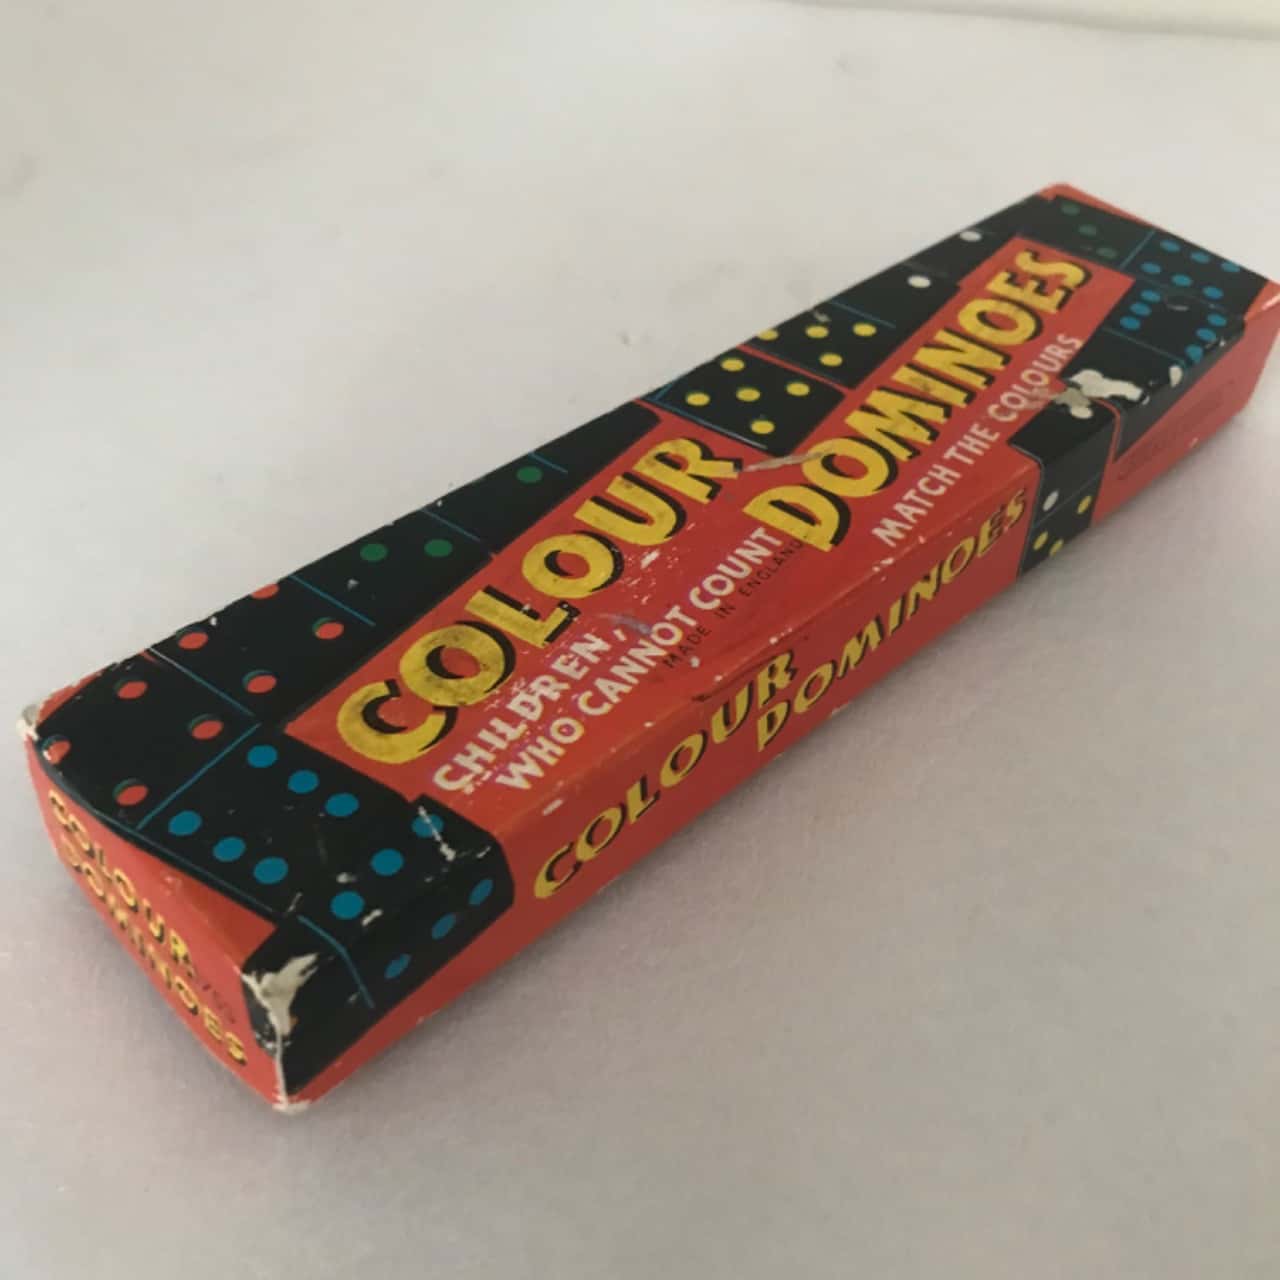 COLOUR
DOMINOES
CHILDREN,
WHO CANNOT COUNT
MATCH THE COLOURS
MADE IN ENGLAND
COLOUR
DOMINOES
COLOUR
DOMINOES